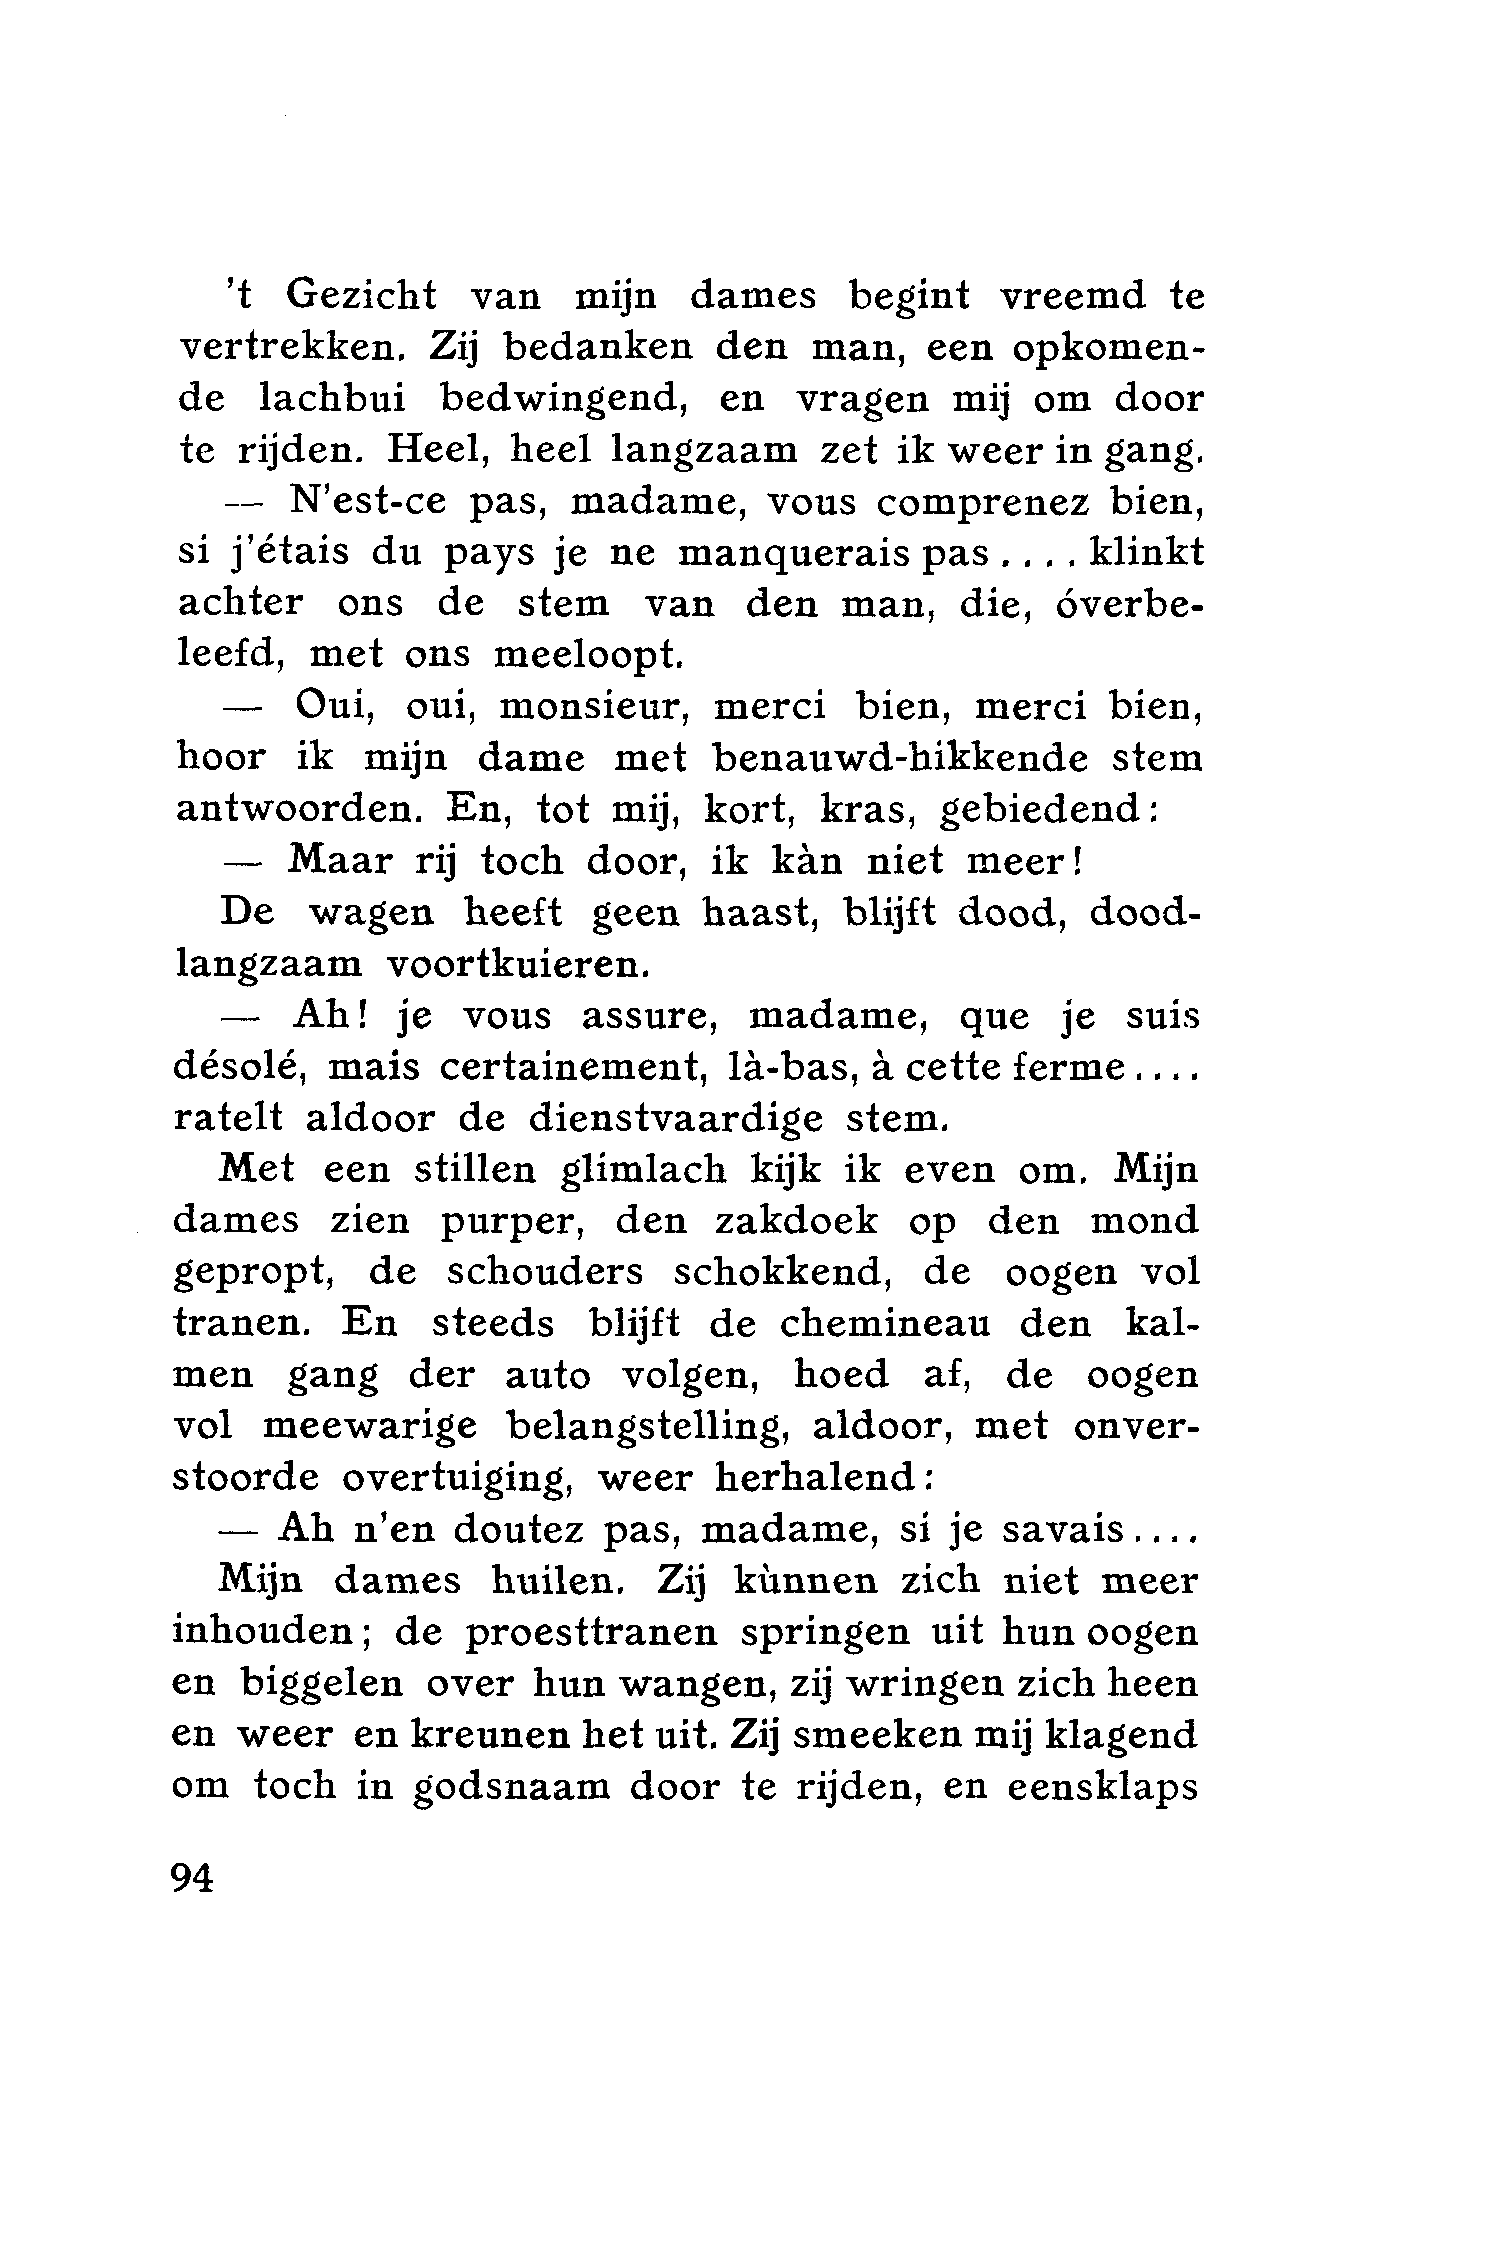 't Gezicht van mijn dames begint vreemd te
vertrekken. Zij bedanken den man, een opkomen-
de lachbui bedwingend, en vragen mij om door
te rijden. Heel, heel langzaam zet ik weer in gang.
— N'est-ce pas, madame, vous comprenez bien,
si j'étais du pays je ne manquerais pas .... klinkt
achter ons de stem van den man, die, óverbe-
leefd, met ons meeloopt.
— Oui, oui, monsieur, merci bien, merci bien,
hoor ik mijn dame met benauwd-hikkende stem
antwoorden. En, tot mij, kort, kras, gebiedend:
— Maar rij toch door, ik kàn niet meer!
De wagen heeft geen haast, blijft dood, dood-
langzaam voortkuieren.
— Ah! je vous assure, madame, que je suis
désolé, mais certainement, là-bas, à cette ferme....
ratelt aldoor de dienstvaardige stem.
Met een stillen glimlach kijk ik even om. Mijn
dames zien purper, den zakdoek op den mond
gepropt, de schouders schokkend, de oogen vol
tranen. En steeds blijft de chemineau den kal-
men gang der auto volgen, hoed af, de oogen
vol meewarige belangstelling, aldoor, met onver-
stoorde overtuiging, weer herhalend:
— Ah n'en doutez pas, madame, si je savais....
Mijn dames huilen. Zij kùnnen zich niet meer
inhouden; de proesttranen springen uit hun oogen
en biggelen over hun wangen, zij wringen zich heen
en weer en kreunen het uit. Zij smeeken mij klagend
om toch in godsnaam door te rijden, en eensklaps
94